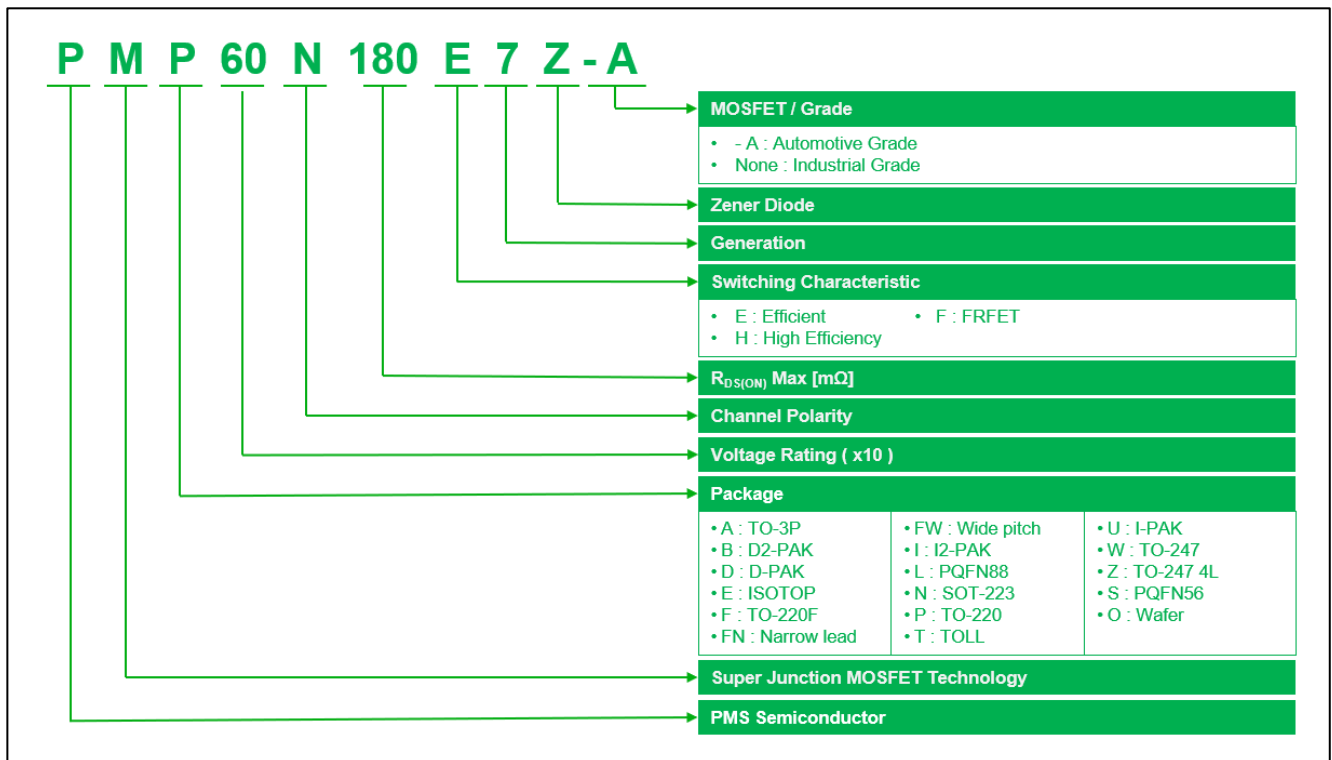 P M P 60 N 180 E 7 Z - A
MOSFET / Grade
• - A : Automotive Grade
• None : Industrial Grade
Zener Diode
Generation
Switching Characteristic
• E : Efficient • F : FRFET
• H : High Efficiency
RDS(ON) Max [mΩ]
Channel Polarity
Voltage Rating ( x10 )
Package
• A : TO-3P
• B : D2-PAK
• D : D-PAK
• E : ISOTOP
• F : TO-220F
• FN : Narrow lead
• FW : Wide pitch
• I : I2-PAK
• L : PQFN88
• N : SOT-223
• P : TO-220
• T : TOLL
• U : I-PAK
• W : TO-247
• Z : TO-247 4L
• S : PQFN56
• O : Wafer
Super Junction MOSFET Technology
PMS Semiconductor